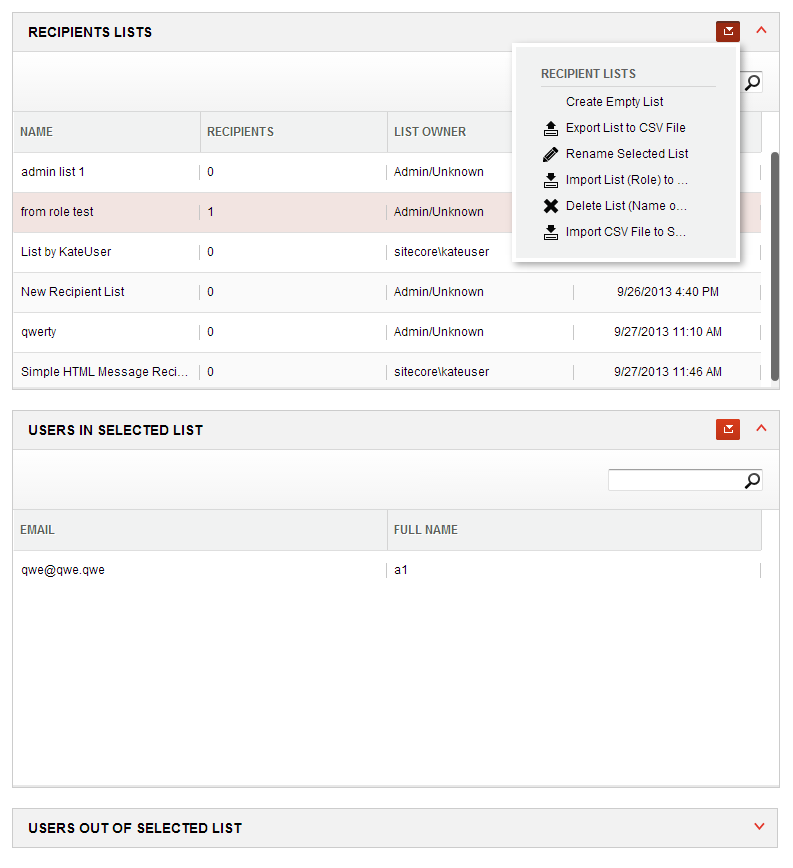 RECIPIENTS LISTS
RECIPIENT LISTS
Create Empty List
Export List to CSV File
Rename Selected List
Import List (Role) to ...
Delete List (Name o...
Import CSV File to S...
NAME RECIPIENTS LIST OWNER
admin list 1 0 Admin/Unknown
from role test 1 Admin/Unknown
List by KateUser 0 sitecore\kateuser
New Recipient List 0 Admin/Unknown 9/26/2013 4:40 PM
qwerty 0 Admin/Unknown 9/27/2013 11:10 AM
Simple HTML Message Reci... 0 sitecore\kateuser 9/27/2013 11:46 AM
USERS IN SELECTED LIST
EMAIL FULL NAME
qwe@qwe.qwe a1
USERS OUT OF SELECTED LIST